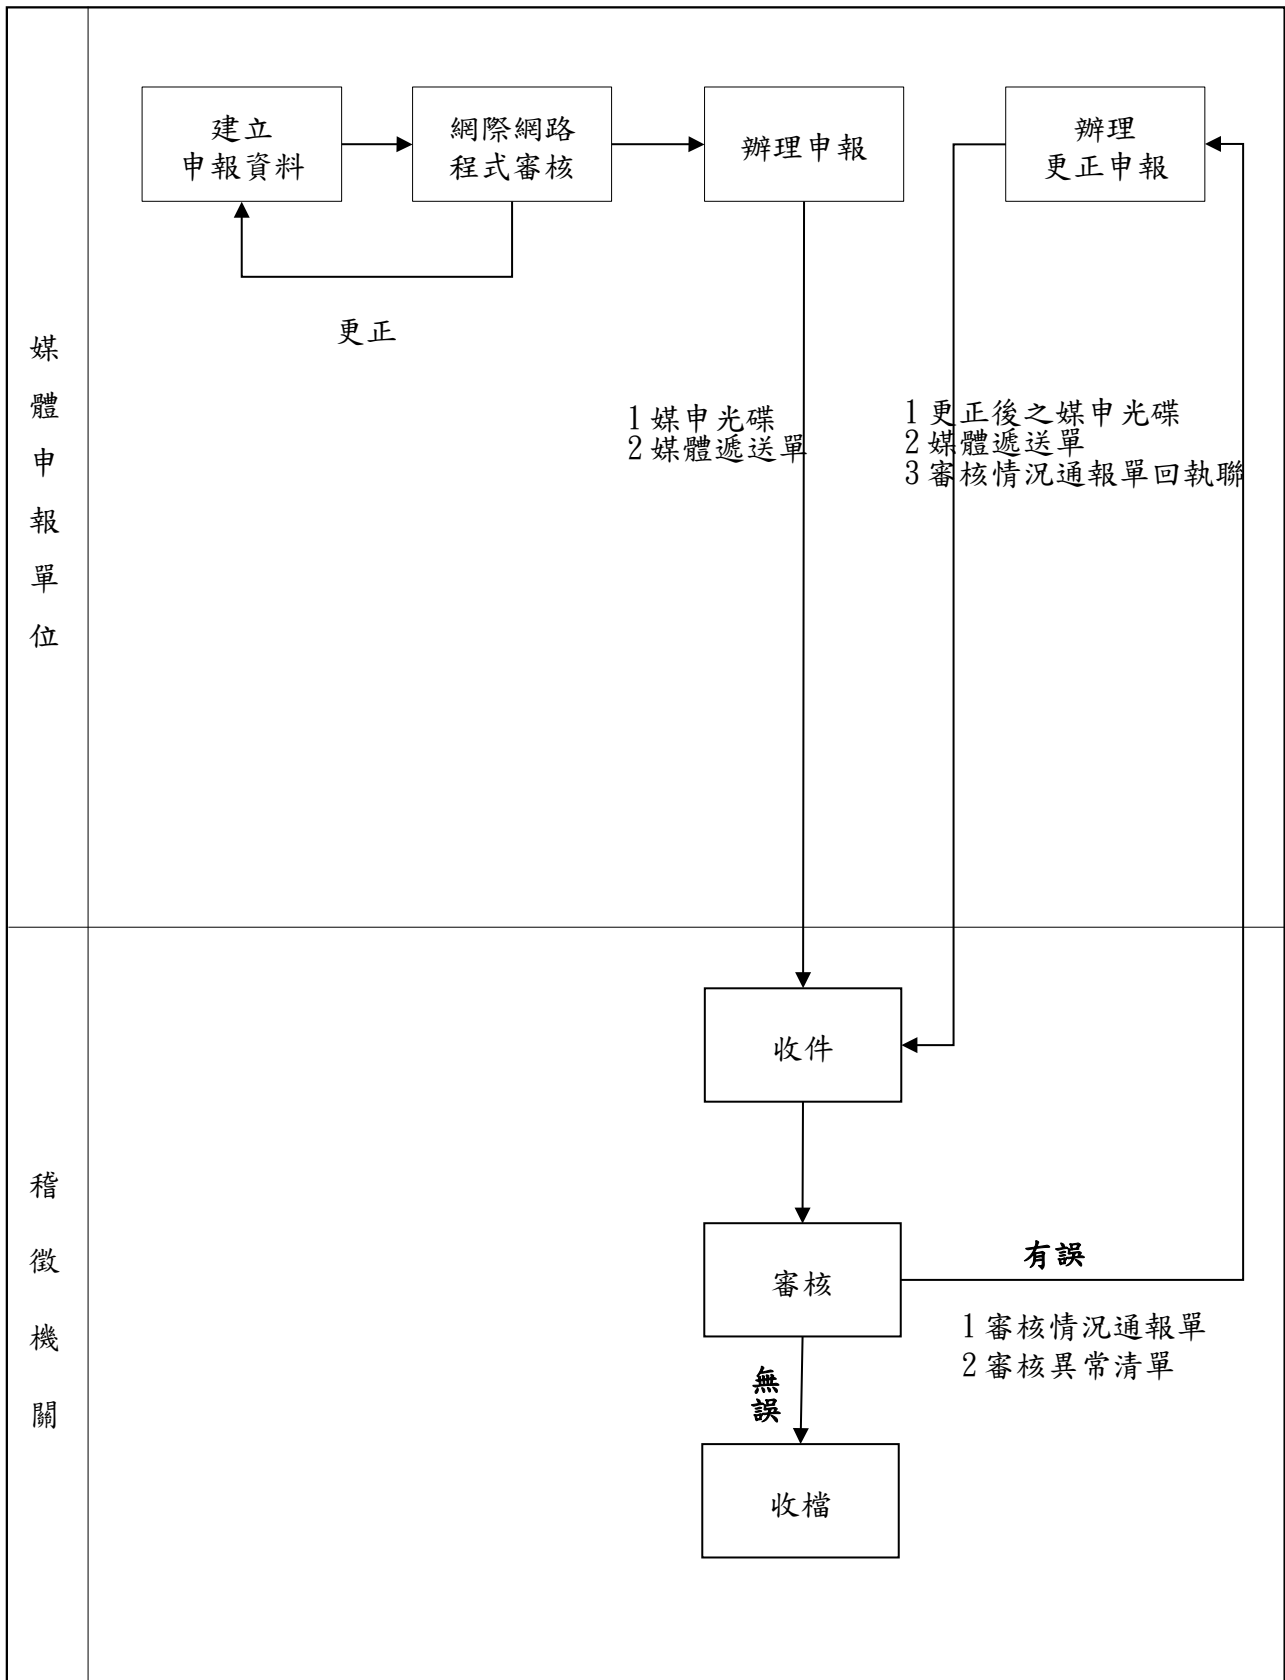 媒體申報單位
建立
申報資料
網際網路
程式審核
辦理申報
辦理
更正申報
更正
1 媒申光碟
2 媒體遞送單
1 更正後之媒申光碟
2 媒體遞送單
3 審核情況通報單回執聯
稽徵機關
收件
審核
有誤
1 審核情況通報單
2 審核異常清單
無誤
收檔